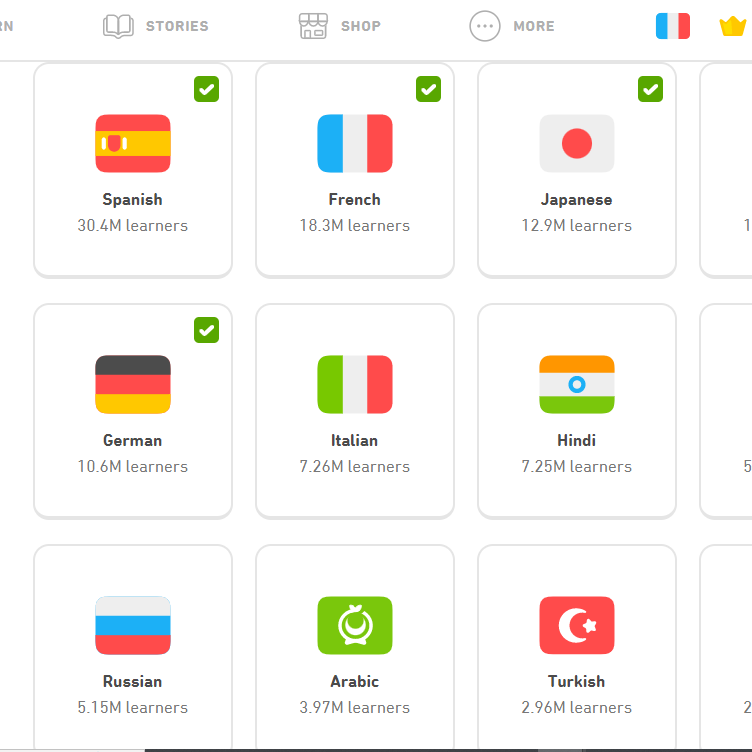 RN STORIES SHOP MORE
Spanish French Japanese
30.4M learners 18.3M learners 12.9M learners 1
German Italian Hindi
10.6M learners 7.26M learners 7.25M learners 5
Russian Arabic Turkish
5.15M learners 3.97M learners 2.96M learners 2